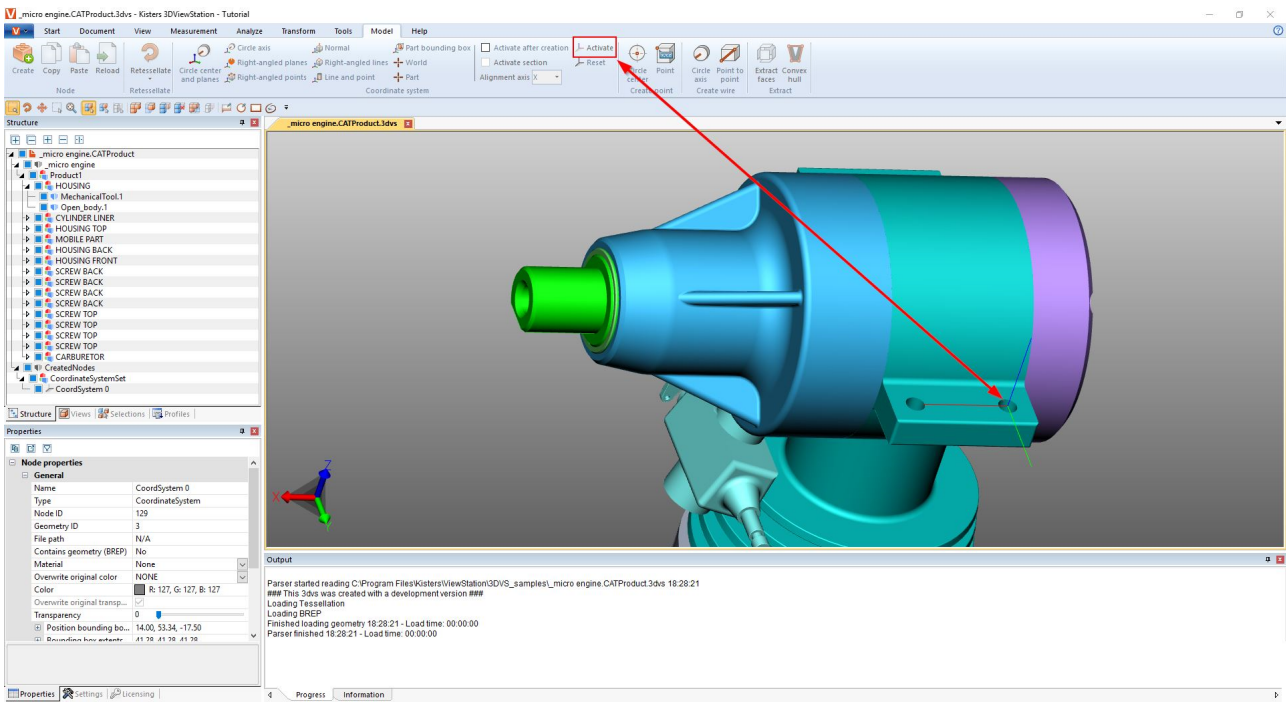 _micro engine.CATProduct.3dvs - Kisters 3DViewStation - Tutorial
Start Document View Measurement Analyze Transform Tools Model Help
Create Copy Paste Reload
Node
Retessellate
Retessellate
Circle center and planes
Circle axis
Right-angled planes
Right-angled points
Normal
Right-angled lines
Line and point
Part bounding box
World
Part
Activate after creation
Activate section
Alignment axis X
Activate
Reset
Coordinate system
Circle center
Point
Create point
Circle axis
Point to point
Create wire
Extract faces
Convex hull
Extract
Structure
_micro engine.CATProduct.3dvs
_micro engine.CATProduct
_micro engine
Product1
HOUSING
MechanicalTool.1
Open_body.1
CYLINDER LINER
HOUSING TOP
MOBILE PART
HOUSING BACK
HOUSING FRONT
SCREW BACK
SCREW BACK
SCREW BACK
SCREW BACK
SCREW TOP
SCREW TOP
SCREW TOP
SCREW TOP
CARBURETOR
CreatedNodes
CoordinateSystemSet
CoordSystem 0
Structure Views Selections Profiles
Properties
Node properties
General
Name CoordSystem 0
Type CoordinateSystem
Node ID 129
Geometry ID 3
File path N/A
Contains geometry (BREP) No
Material None
Overwrite original color NONE
Color R: 127, G: 127, B: 127
Overwrite original transp...
Transparency 0
Position bounding bo... 14.00, 53.34, -17.50
Bounding box extents 41.28, 41.28, 41.28
Properties Settings Licensing
Z
X
Output
Parser started reading C:\Program Files\Kisters\ViewStation\3DVS_samples\_micro engine.CATProduct.3dvs 18:28:21
### This 3dvs was created with a development version ###
Loading Tessellation
Loading BREP
Finished loading geometry 18:28:21 - Load time: 00:00:00
Parser finished 18:28:21 - Load time: 00:00:00
Progress Information